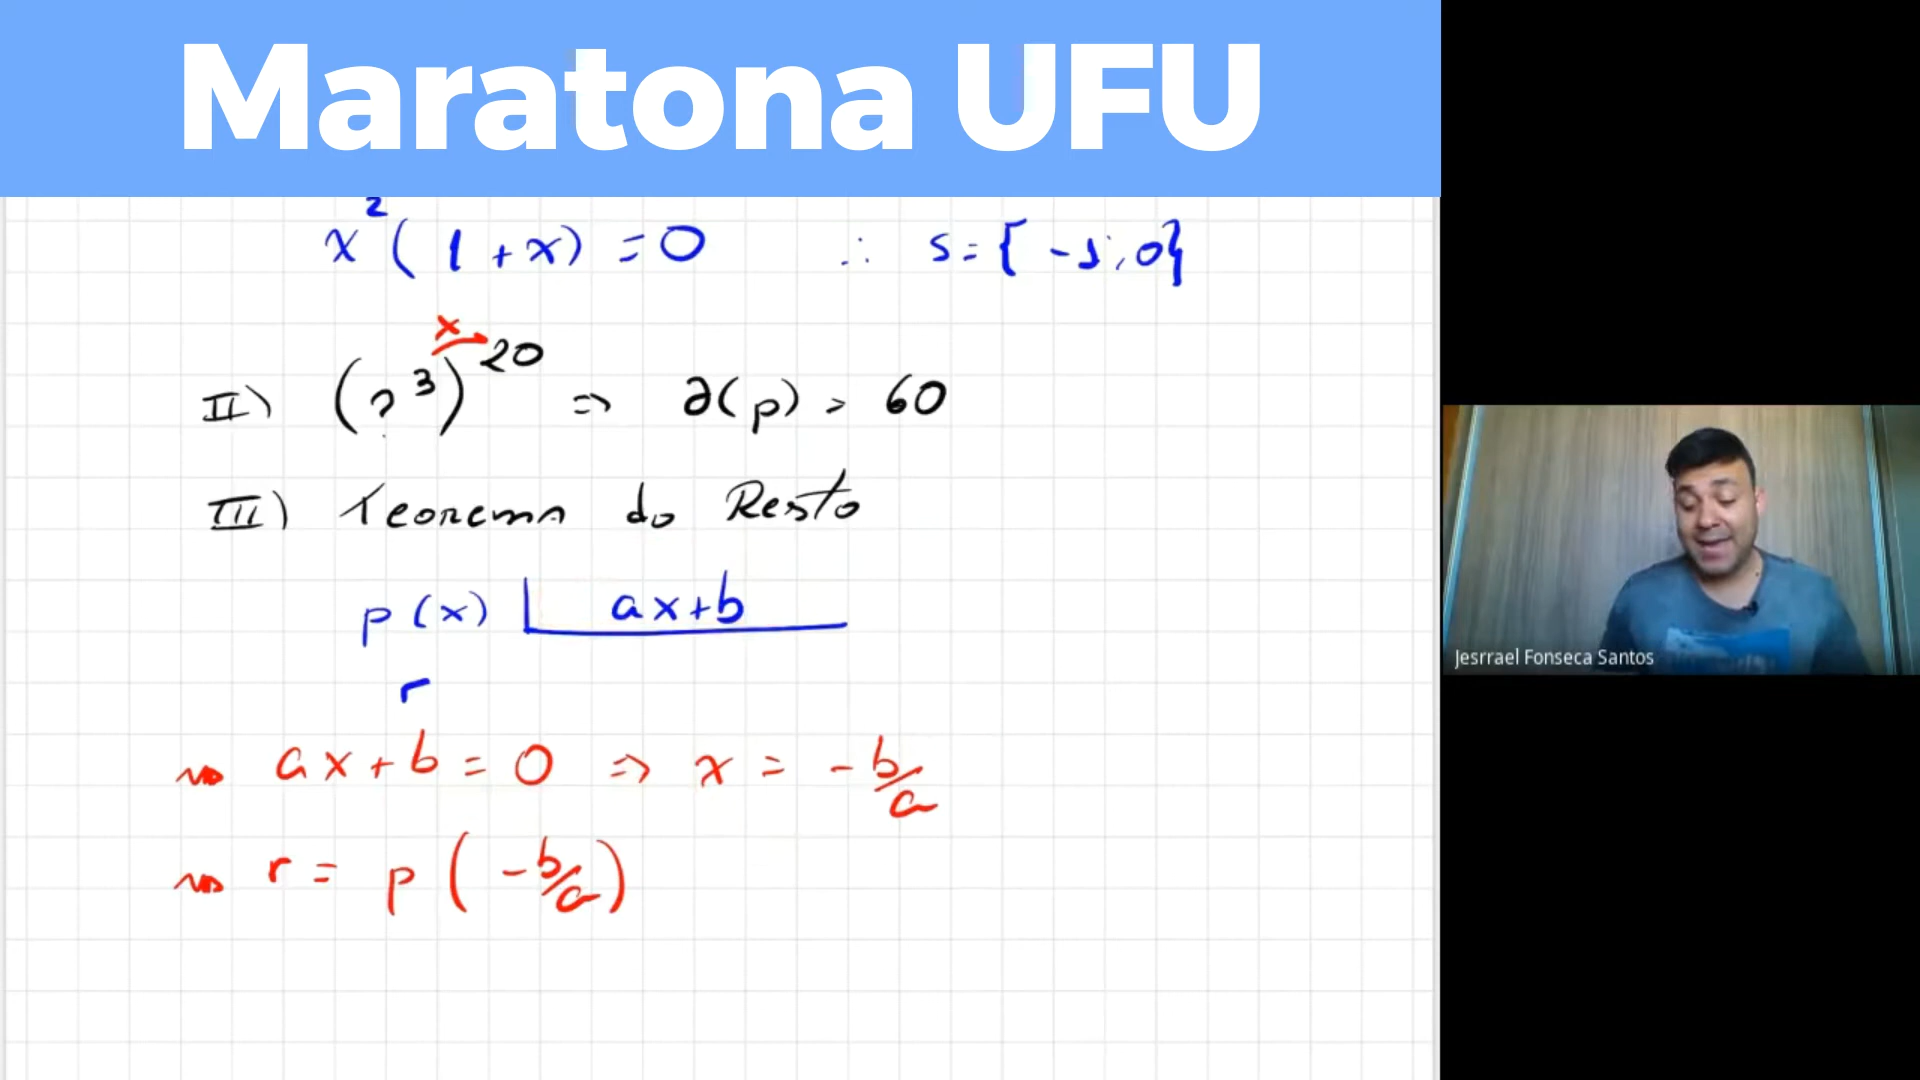 Maratona UFU
x²(1+x) = 0 ∴ s = {-1; 0}
x
II) (?³)²⁰ => ∂(p) = 60
III) Teorema do Resto
p(x) | ax+b
r
ax+b = 0 => x = -b/a
r = p(-b/a)
Jesrrael Fonseca Santos